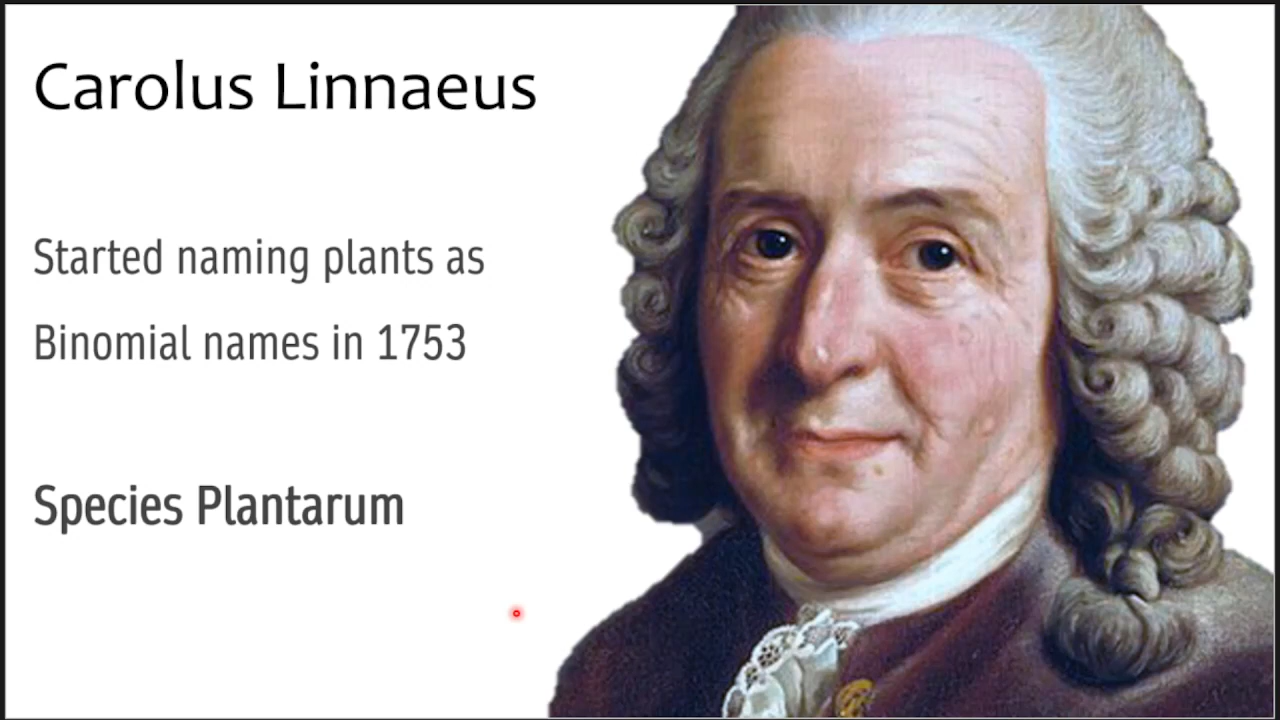 Carolus Linnaeus
Started naming plants as
Binomial names in 1753
Species Plantarum